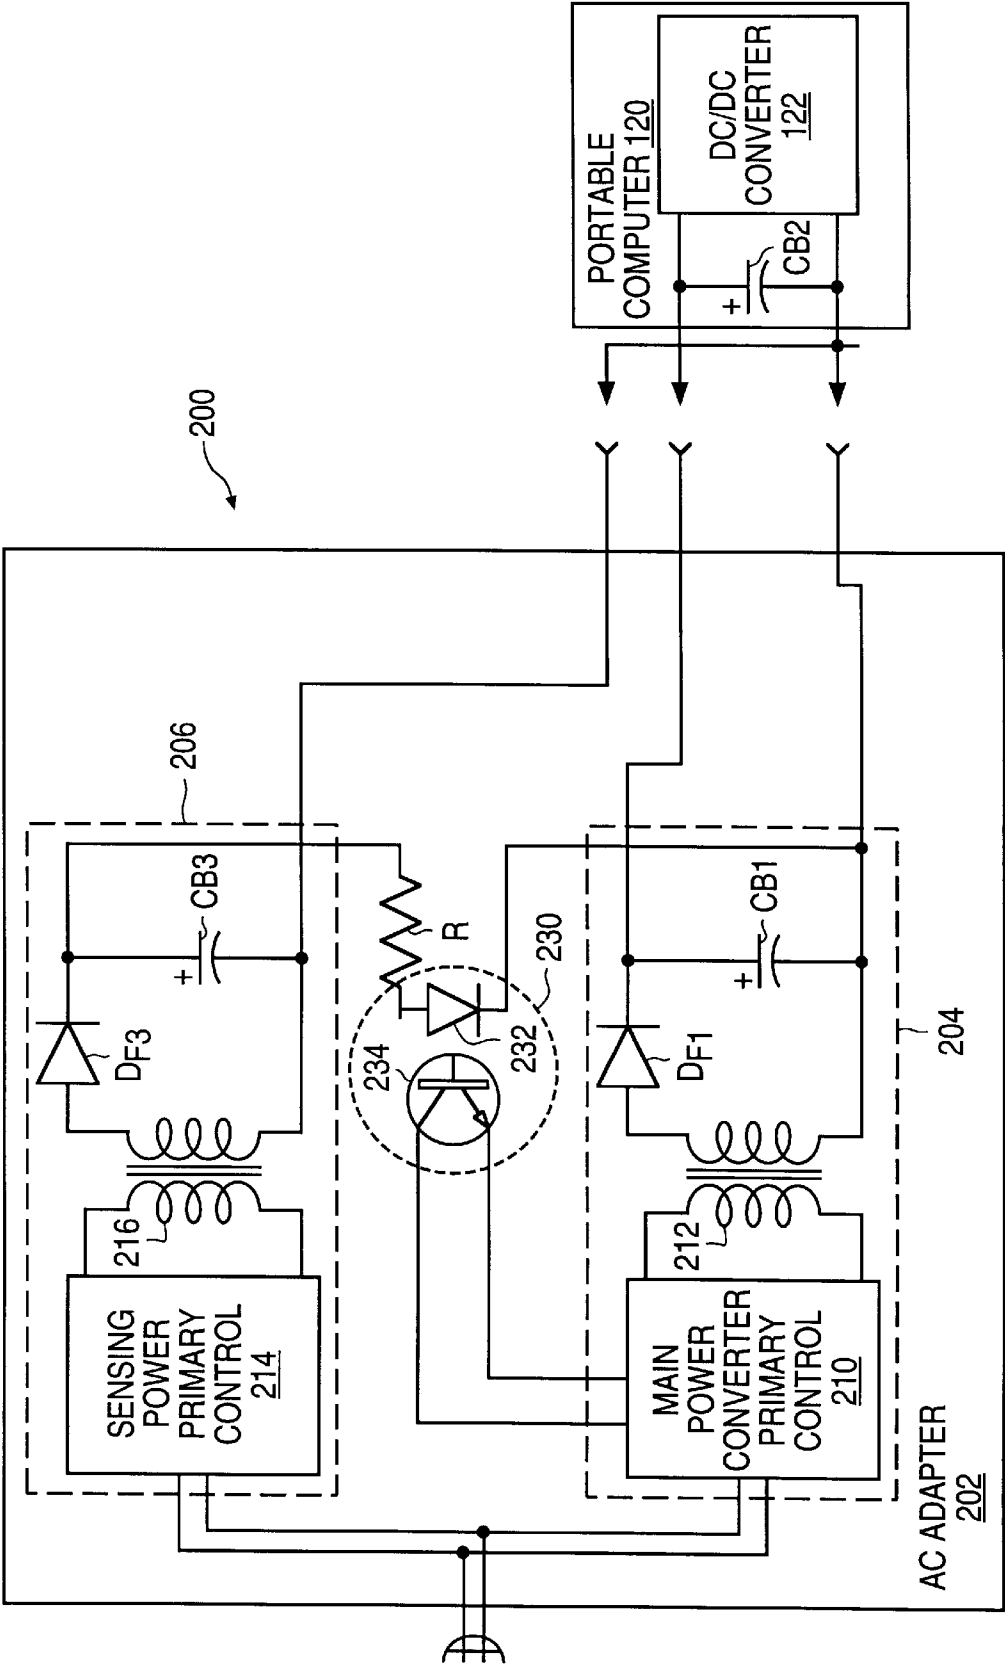 200
PORTABLE
COMPUTER 120
DC/DC
CONVERTER
122
+
CB2
206
DF3
+
CB3
216
SENSING
POWER
PRIMARY
CONTROL
214
R
230
232
234
204
DF1
+
CB1
212
MAIN
POWER
CONVERTER
PRIMARY
CONTROL
210
AC ADAPTER
202